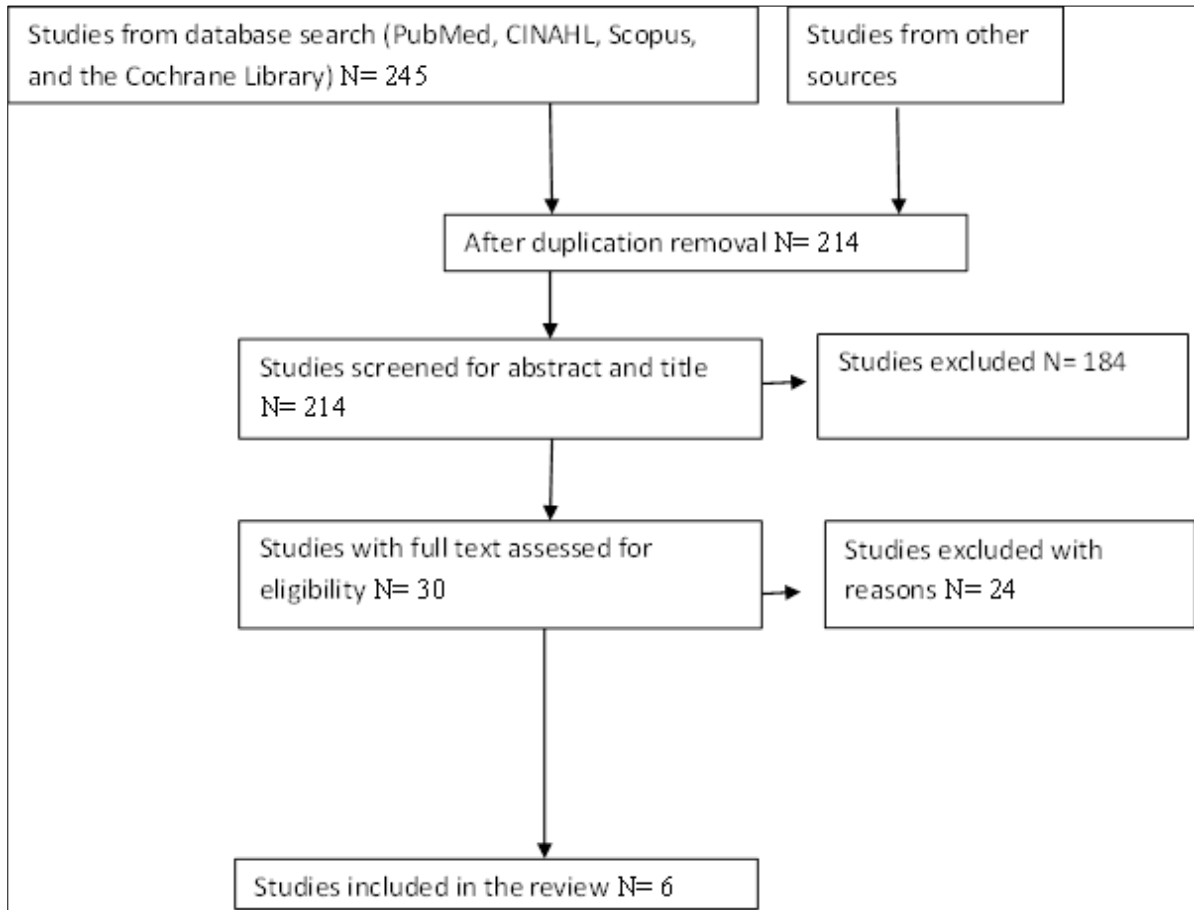 Studies from database search (PubMed, CINAHL, Scopus,
and the Cochrane Library) N= 245
Studies from other
sources
After duplication removal N= 214
Studies screened for abstract and title
N= 214
Studies excluded N= 184
Studies with full text assessed for
eligibility N= 30
Studies excluded with
reasons N= 24
Studies included in the review N= 6